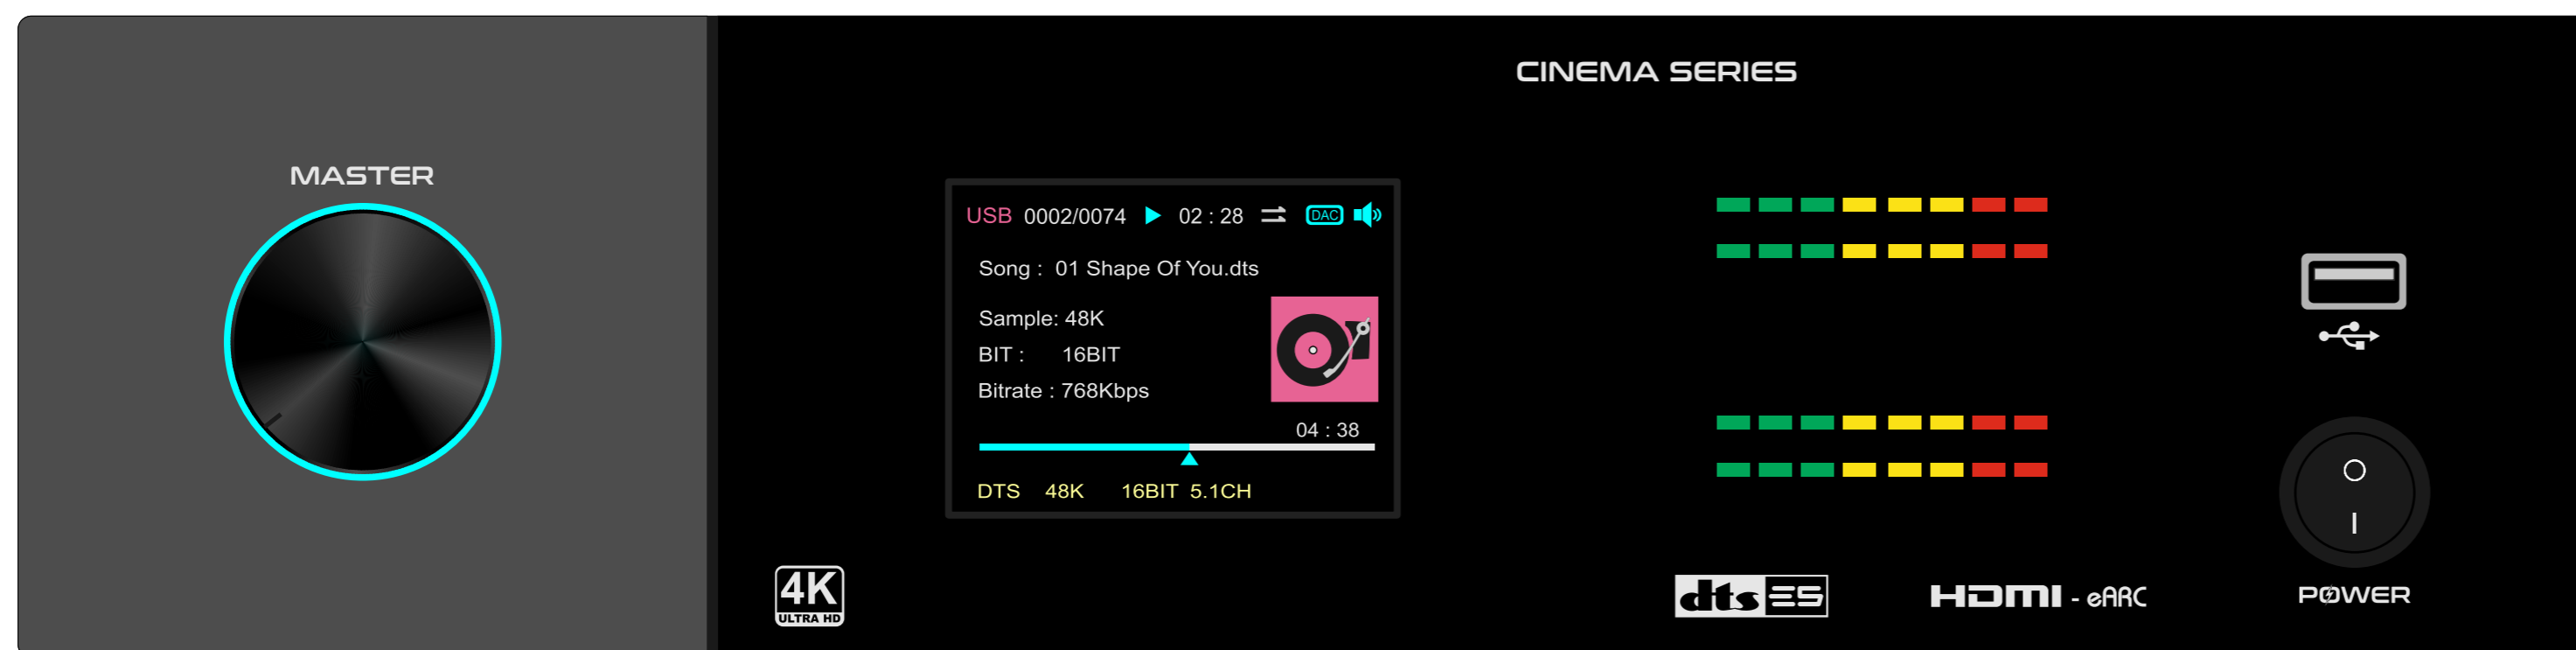 CINEMA SERIES
MASTER
USB 0002/0074 02 : 28 DAC
Song : 01 Shape Of You.dts
Sample: 48K
BIT : 16BIT
Bitrate : 768Kbps
04 : 38
DTS 48K 16BIT 5.1CH
4K
ULTRA HD
dts ES
HDMI - eARC
POWER